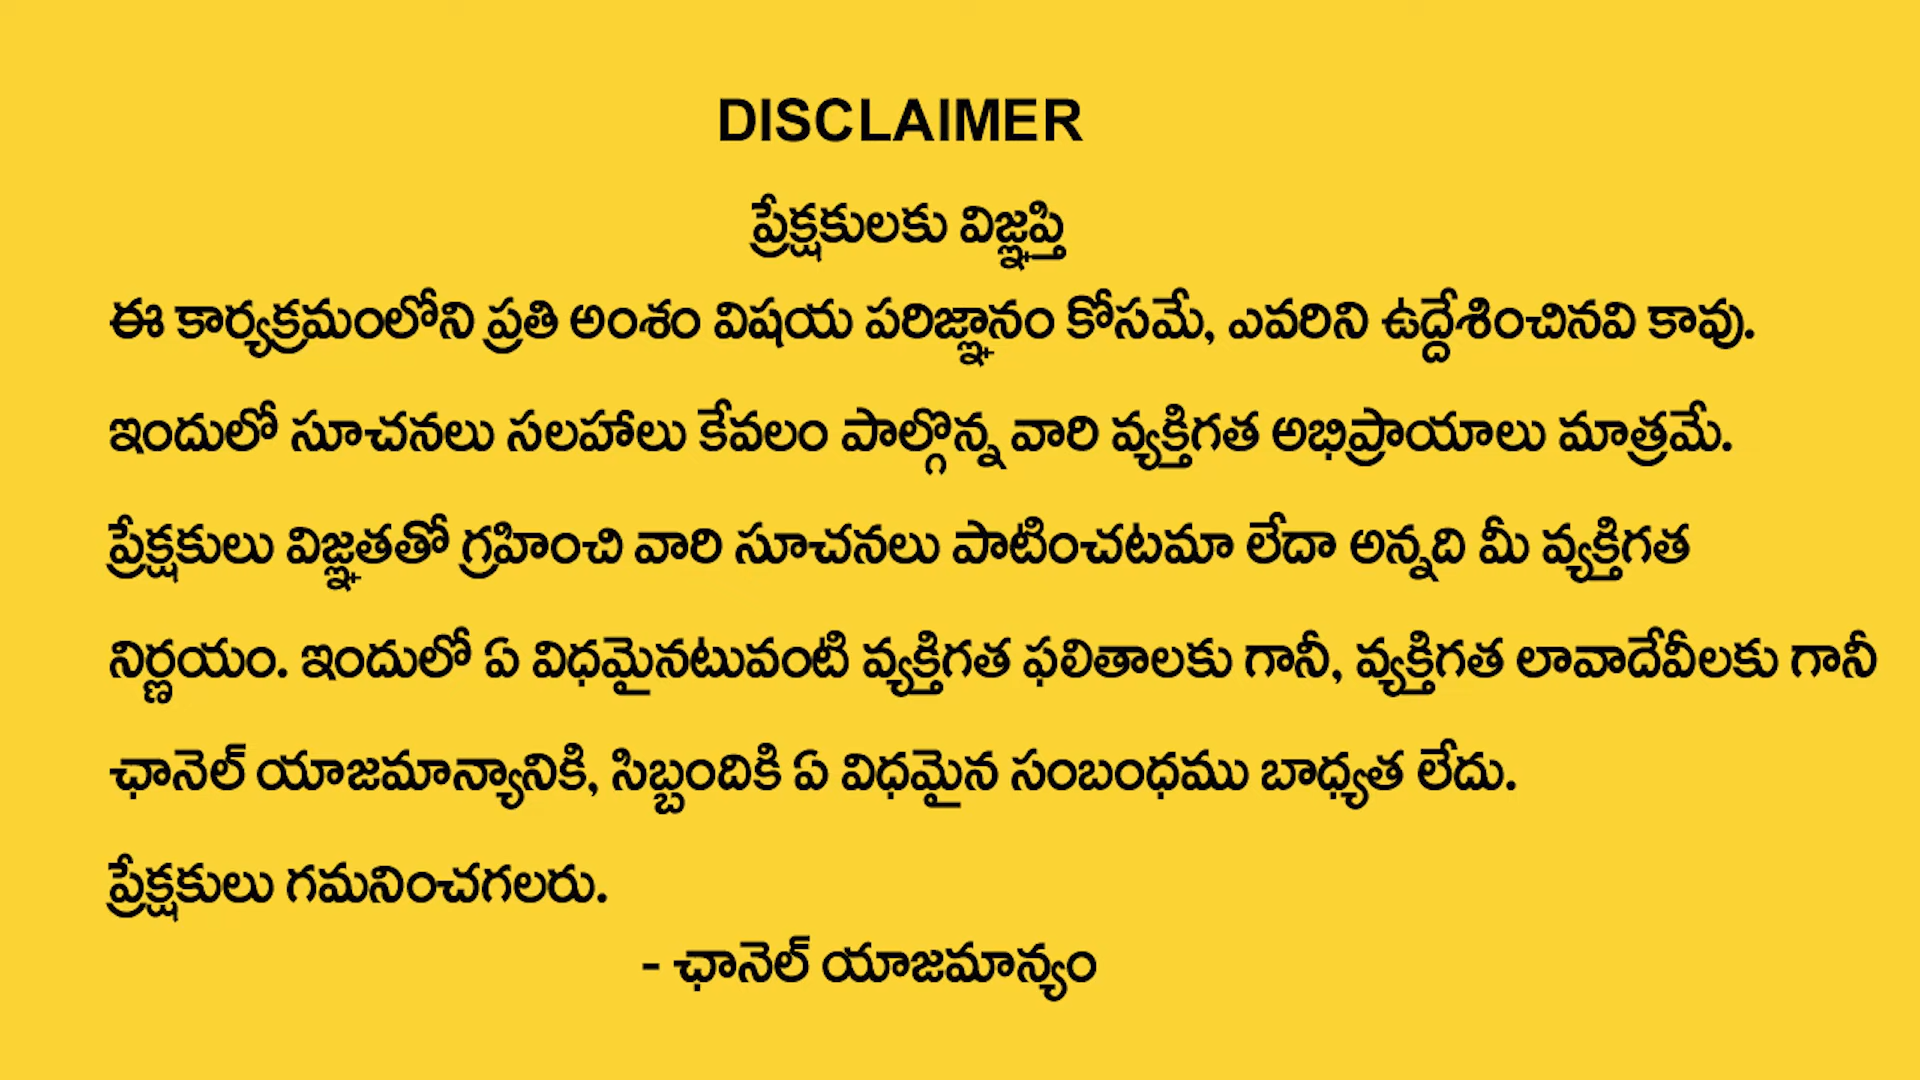 DISCLAIMER
ప్రేక్షకులకు విజ్ఞప్తి
ఈ కార్యక్రమంలోని ప్రతి అంశం విషయ పరిజ్ఞానం కోసమే, ఎవరిని ఉద్దేశించినవి కావు.
ఇందులో సూచనలు సలహాలు కేవలం పాల్గొన్న వారి వ్యక్తిగత అభిప్రాయాలు మాత్రమే.
ప్రేక్షకులు విజ్ఞతతో గ్రహించి వారి సూచనలు పాటించటమా లేదా అన్నది మీ వ్యక్తిగత
నిర్ణయం. ఇందులో ఏ విధమైనటువంటి వ్యక్తిగత ఫలితాలకు గానీ, వ్యక్తిగత లావాదేవీలకు గానీ
ఛానెల్ యాజమాన్యానికి, సిబ్బందికి ఏ విధమైన సంబంధము బాధ్యత లేదు.
ప్రేక్షకులు గమనించగలరు.
- ఛానెల్ యాజమాన్యం